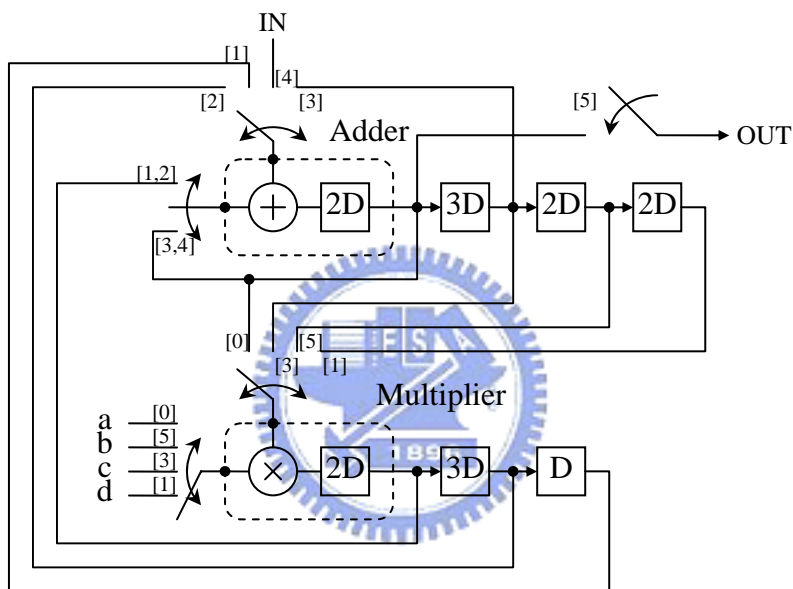 IN
[1]
[4]
[2]
[3]
[5]
Adder
OUT
[1,2]
+
2D
3D
2D
2D
[3,4]
[0]
[3]
[5]
[1]
E S A
Multiplier
a [0]
b [5]
c [3]
d [1]
×
2D
3D
D
1896